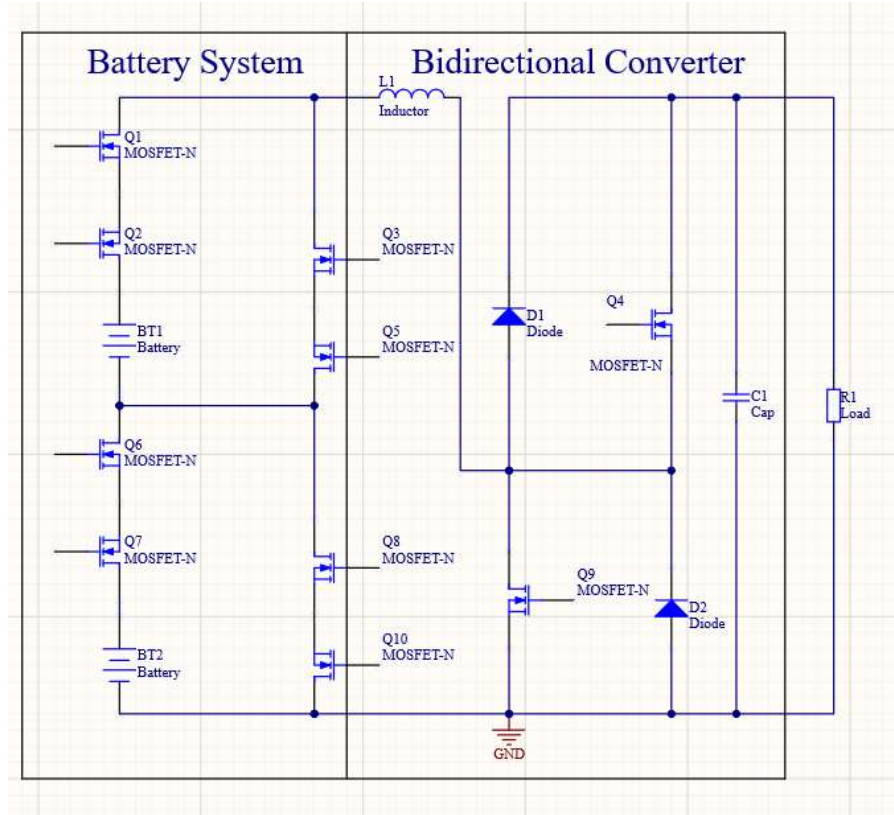 Battery System
Bidirectional Converter
L1
Inductor
Q1
MOSFET-N
Q2
MOSFET-N
Q3
MOSFET-N
Q4
MOSFET-N
D1
Diode
BT1
Battery
Q5
MOSFET-N
C1
Cap
R1
Load
Q6
MOSFET-N
Q7
MOSFET-N
Q8
MOSFET-N
Q9
MOSFET-N
D2
Diode
BT2
Battery
Q10
MOSFET-N
GND